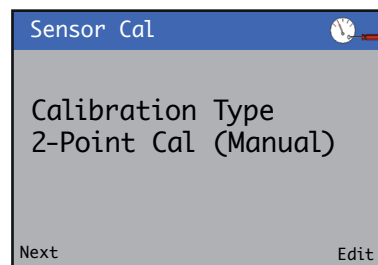 Sensor Cal
Calibration Type
2-Point Cal (Manual)
Next Edit